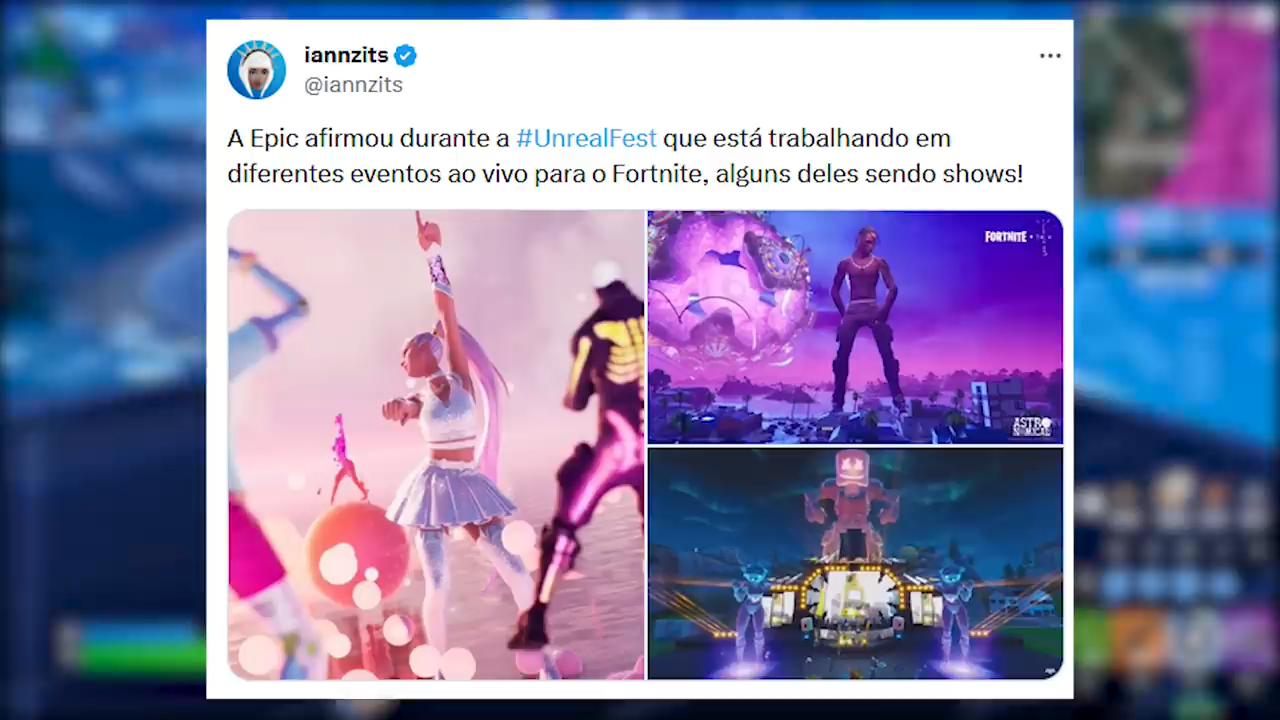 iannzits
@iannzits
A Epic afirmou durante a #UnrealFest que está trabalhando em
diferentes eventos ao vivo para o Fortnite, alguns deles sendo shows!
FORTNITE
ASTRONOMICAL